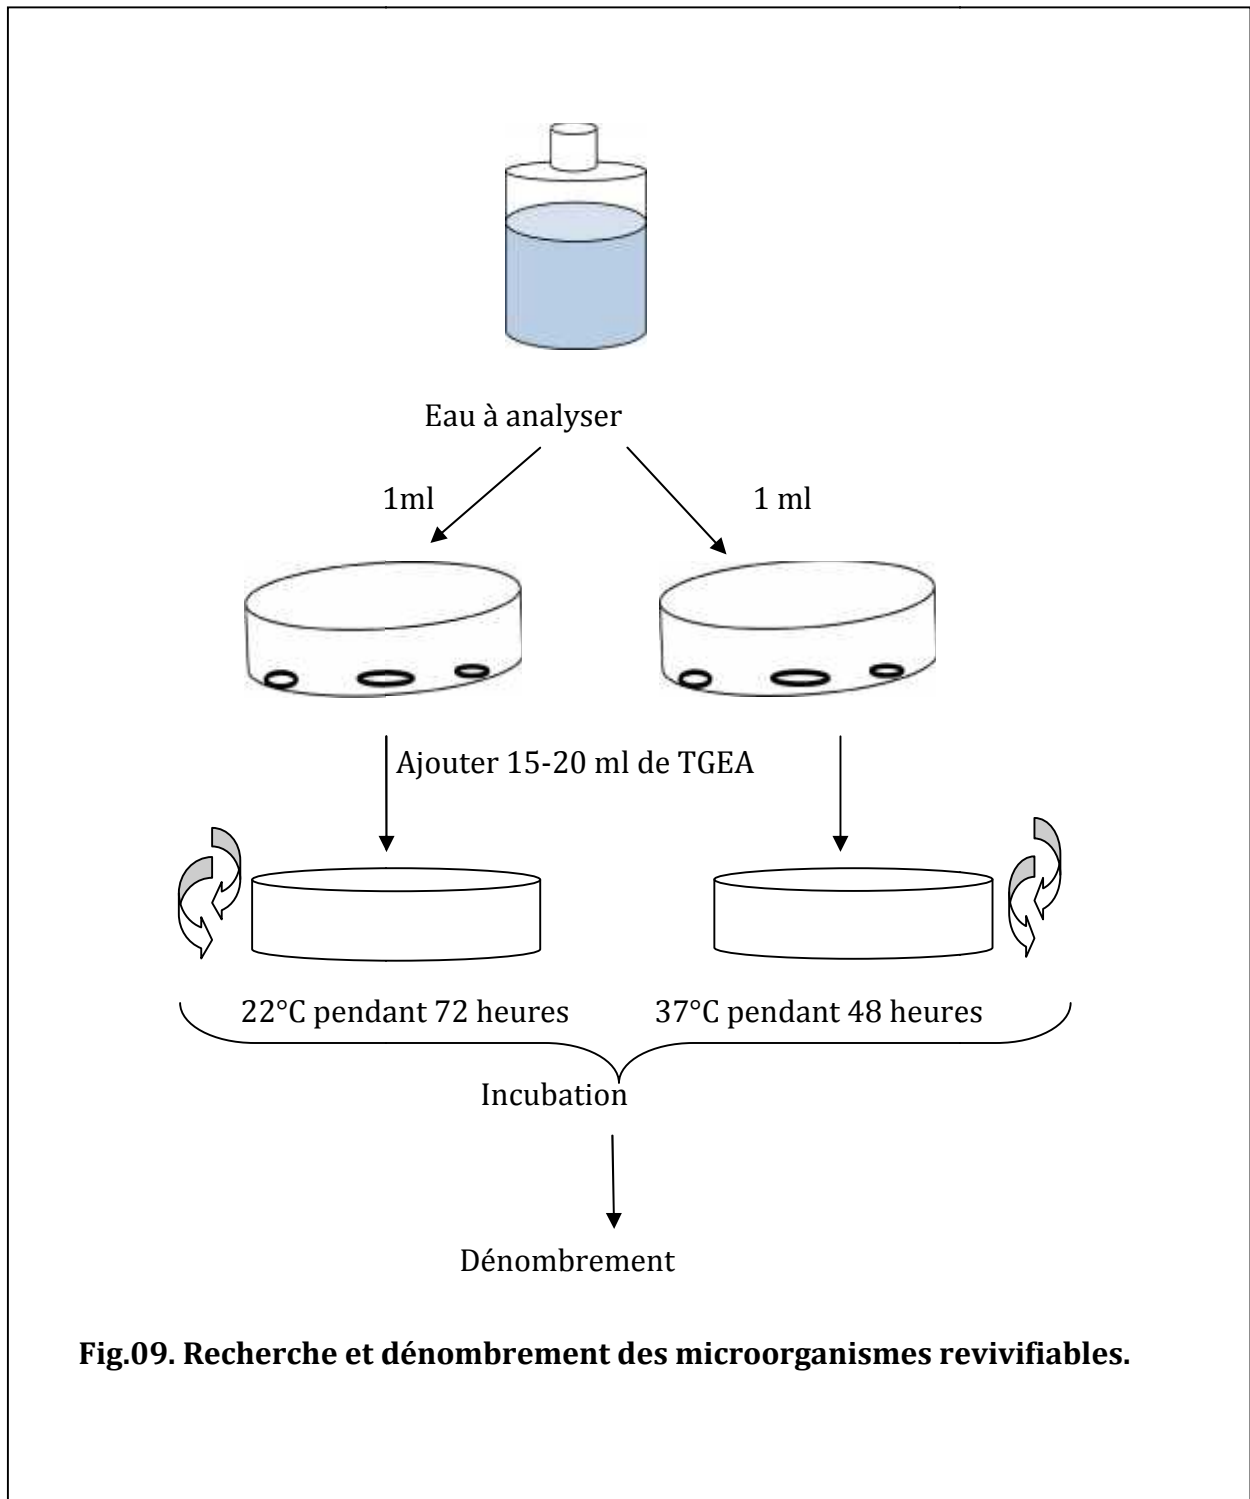 Eau à analyser
1ml
1 ml
Ajouter 15-20 ml de TGEA
22°C pendant 72 heures
37°C pendant 48 heures
Incubation
Dénombrement
Fig.09. Recherche et dénombrement des microorganismes revivifiables.